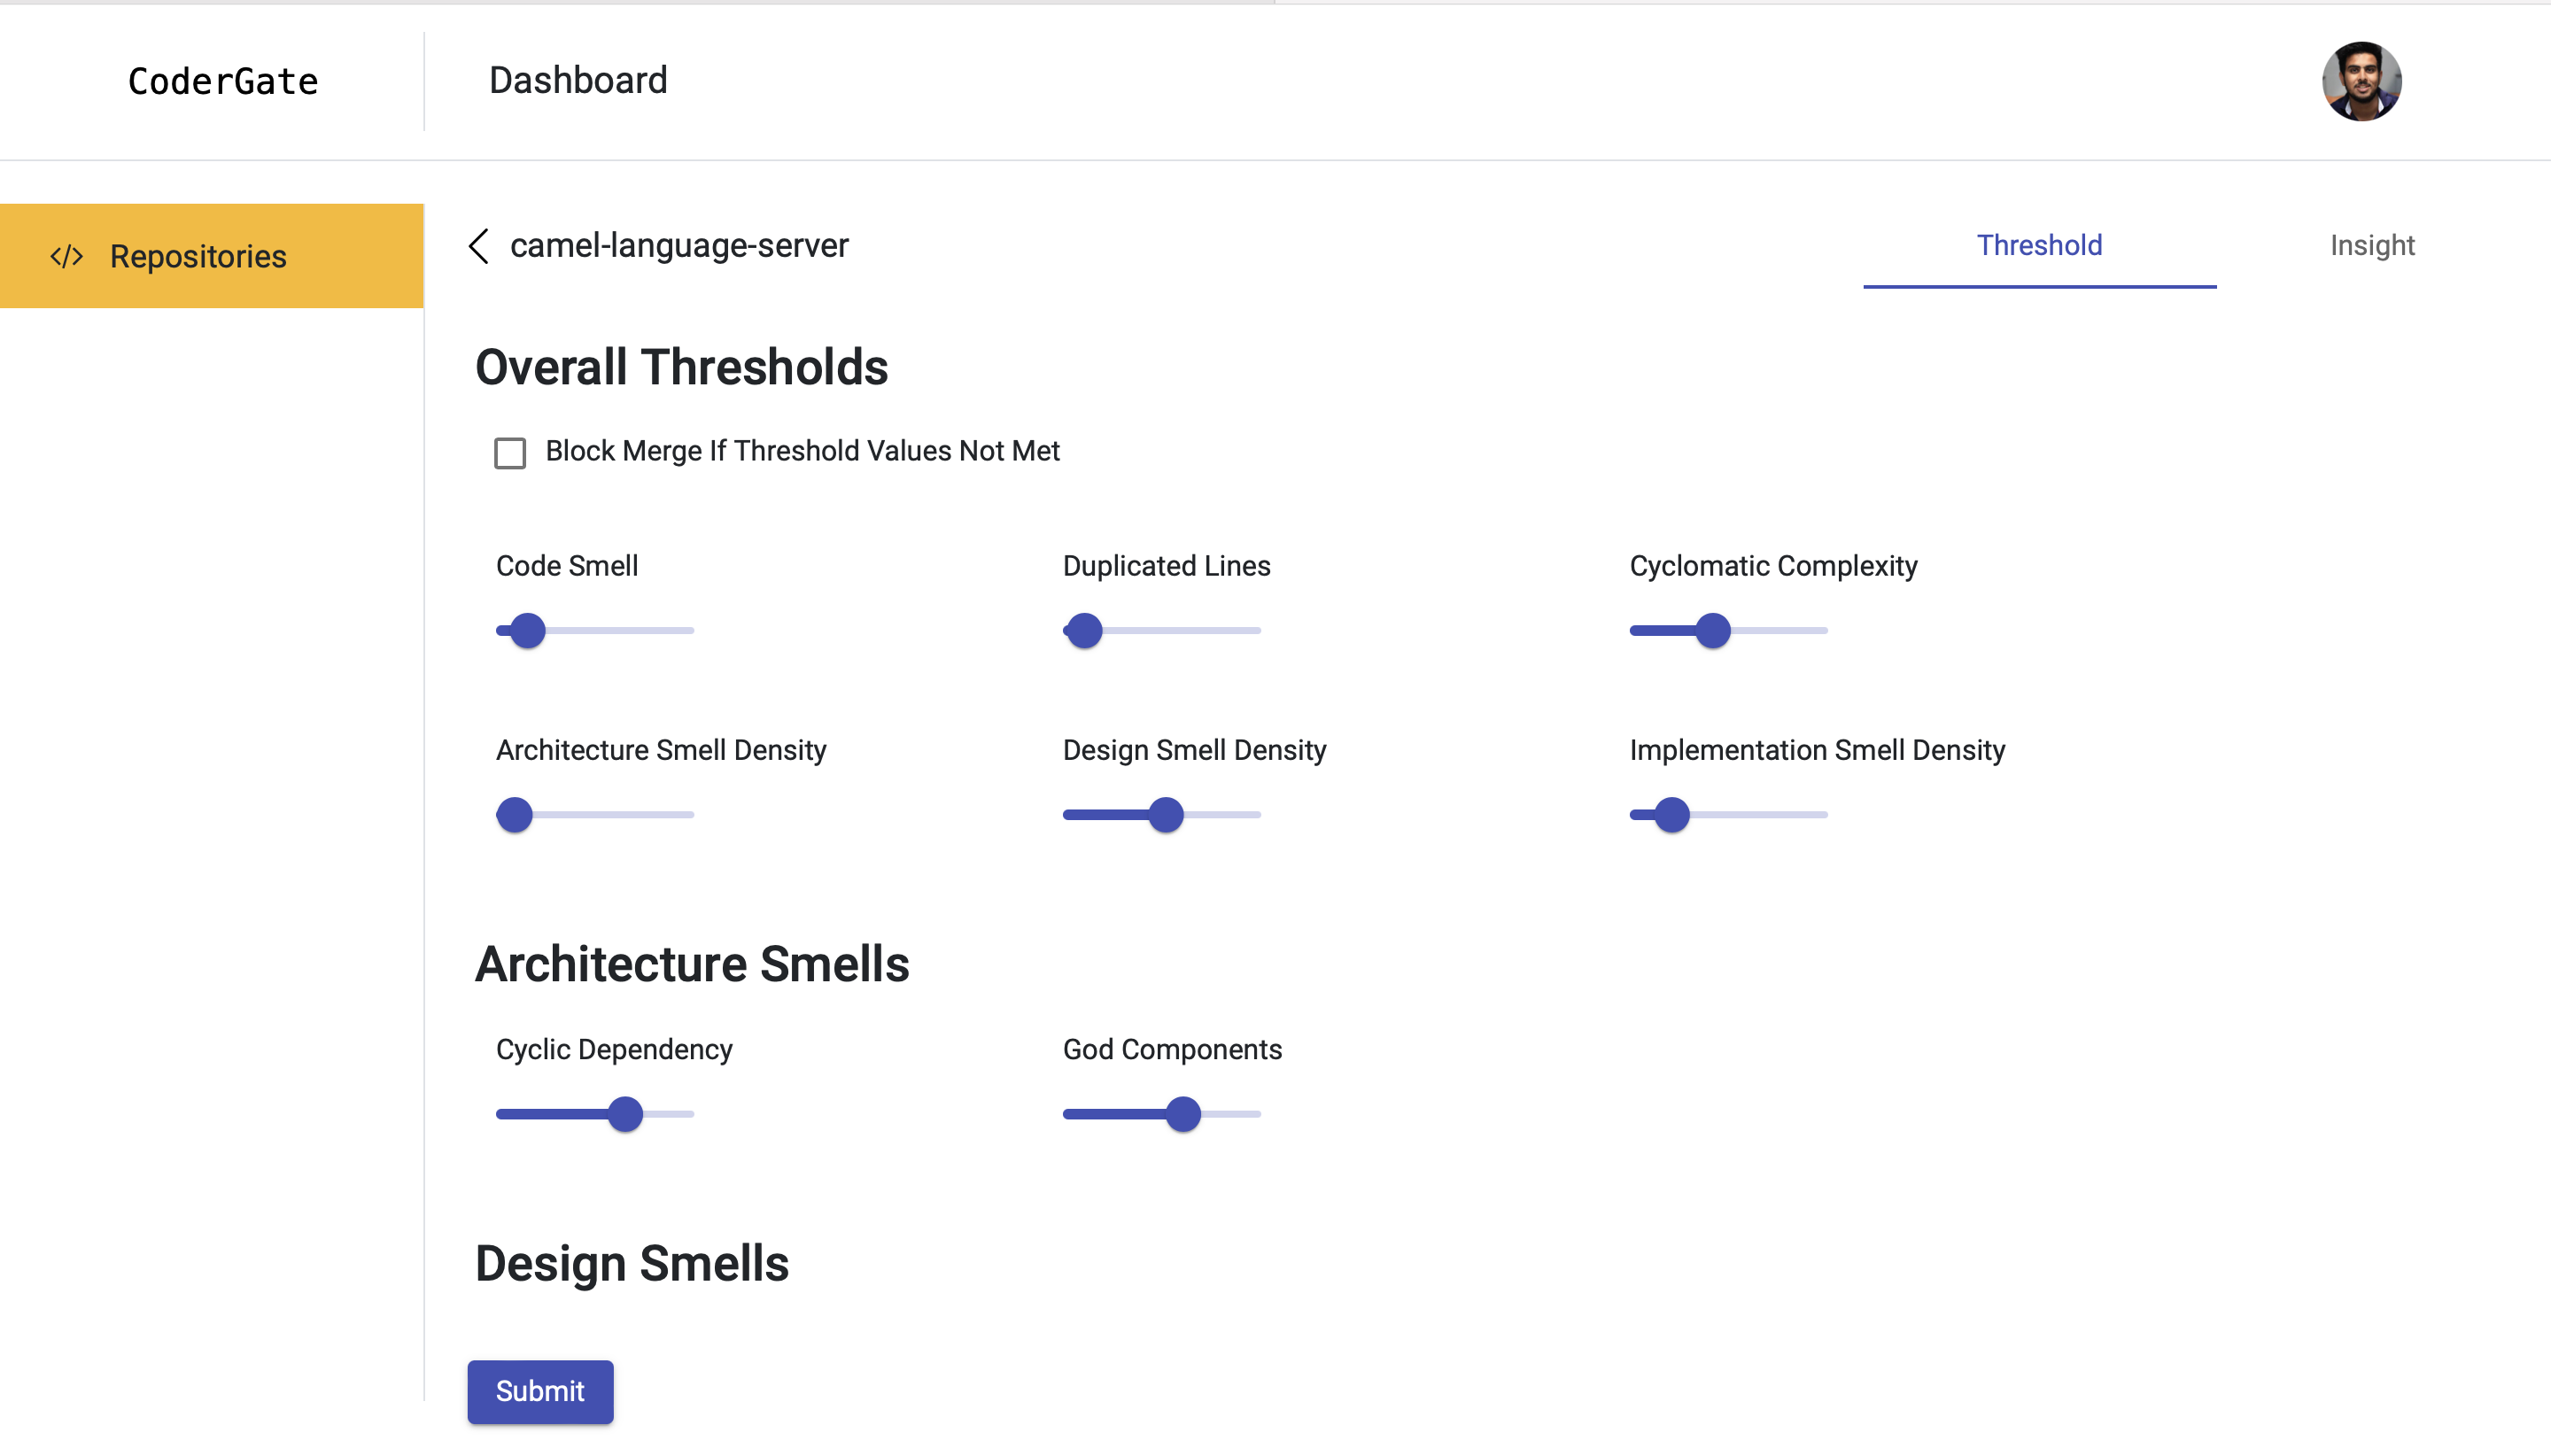 CoderGate
Dashboard
</> Repositories
camel-language-server
Threshold
Insight
Overall Thresholds
Block Merge If Threshold Values Not Met
Code Smell
Duplicated Lines
Cyclomatic Complexity
Architecture Smell Density
Design Smell Density
Implementation Smell Density
Architecture Smells
Cyclic Dependency
God Components
Design Smells
Submit